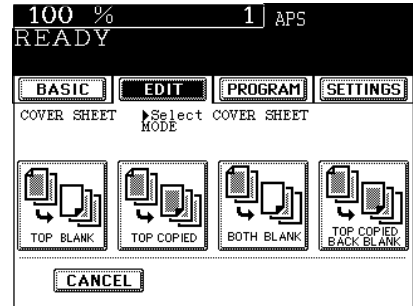 100 % 1 APS
READY
BASIC EDIT PROGRAM SETTINGS
COVER SHEET ▶Select COVER SHEET
MODE
TOP BLANK TOP COPIED BOTH BLANK TOP COPIED
BACK BLANK
CANCEL